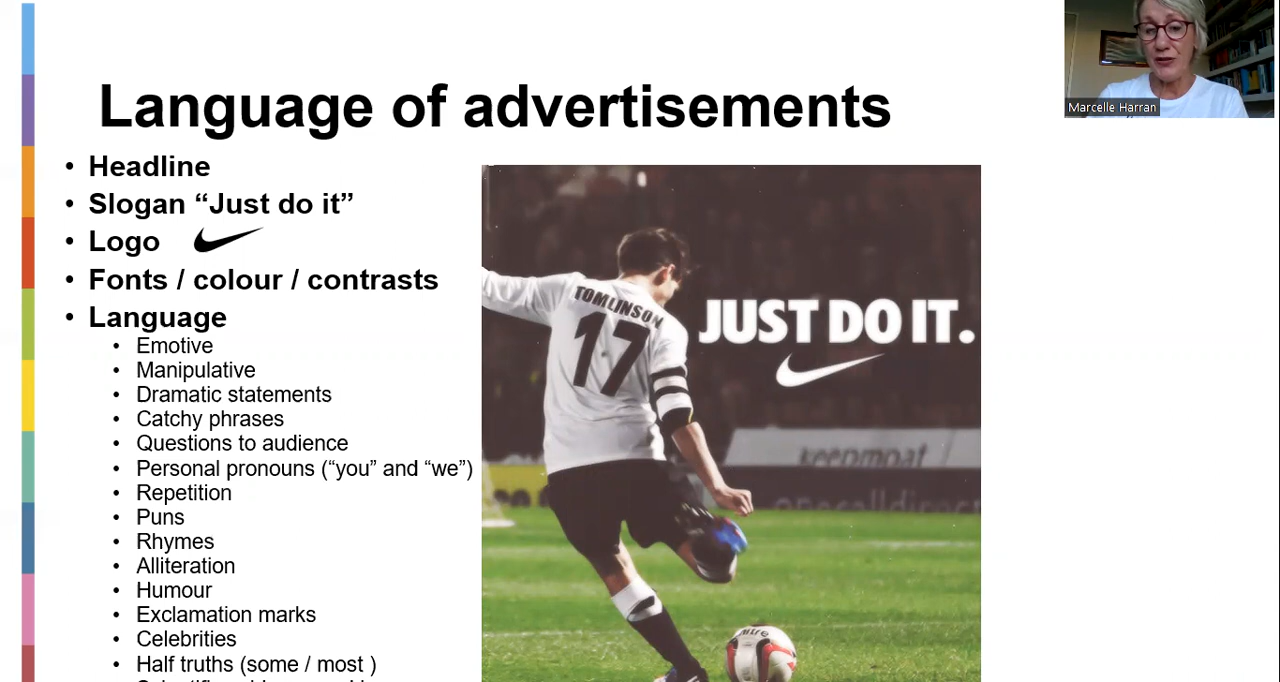 Language of advertisements
Marcelle Harran
• Headline
• Slogan “Just do it”
• Logo
• Fonts / colour / contrasts
• Language
• Emotive
• Manipulative
• Dramatic statements
• Catchy phrases
• Questions to audience
• Personal pronouns (“you” and “we”)
• Repetition
• Puns
• Rhymes
• Alliteration
• Humour
• Exclamation marks
• Celebrities
• Half truths (some / most )
TOMLINSON
17
JUST DO IT.
keepmoat
mitre